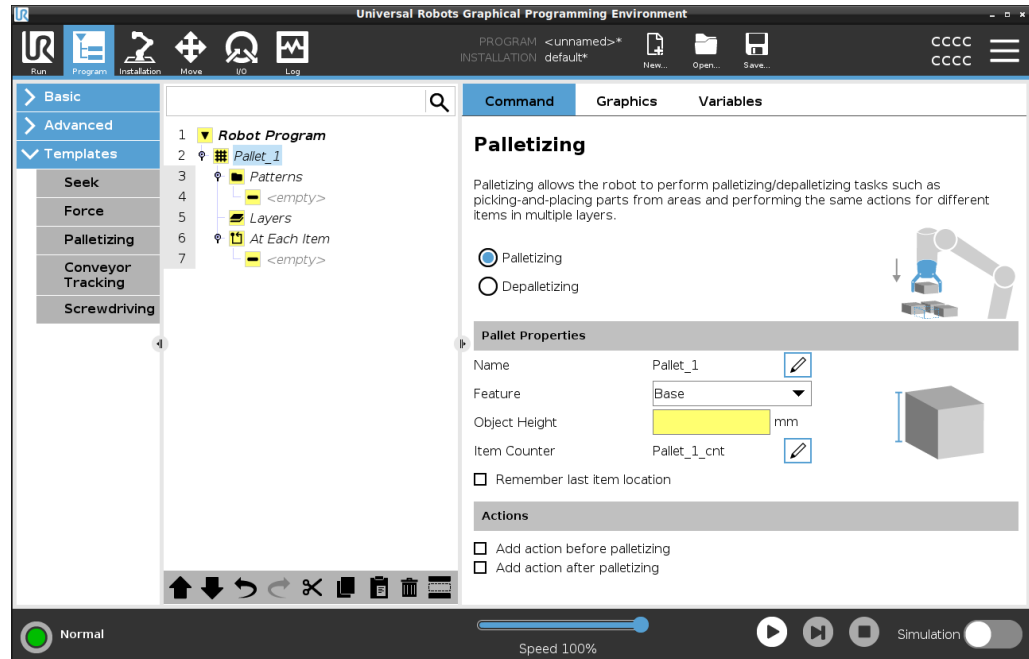 Universal Robots Graphical Programming Environment
UR
Run
Program
Installation
Move
I/O
Log
PROGRAM <unnamed>*
INSTALLATION default*
New...
Open...
Save...
CCCC
CCCC
Basic
Advanced
Templates
Seek
Force
Palletizing
Conveyor
Tracking
Screwdriving
1 Robot Program
2 Pallet_1
3 Patterns
4 <empty>
5 Layers
6 At Each Item
7 <empty>
Command Graphics Variables
Palletizing
Palletizing allows the robot to perform palletizing/depalletizing tasks such as
picking-and-placing parts from areas and performing the same actions for different
items in multiple layers.
Palletizing
Depalletizing
Pallet Properties
Name Pallet_1
Feature Base
Object Height mm
Item Counter Pallet_1_cnt
Remember last item location
Actions
Add action before palletizing
Add action after palletizing
Normal
Speed 100%
Simulation